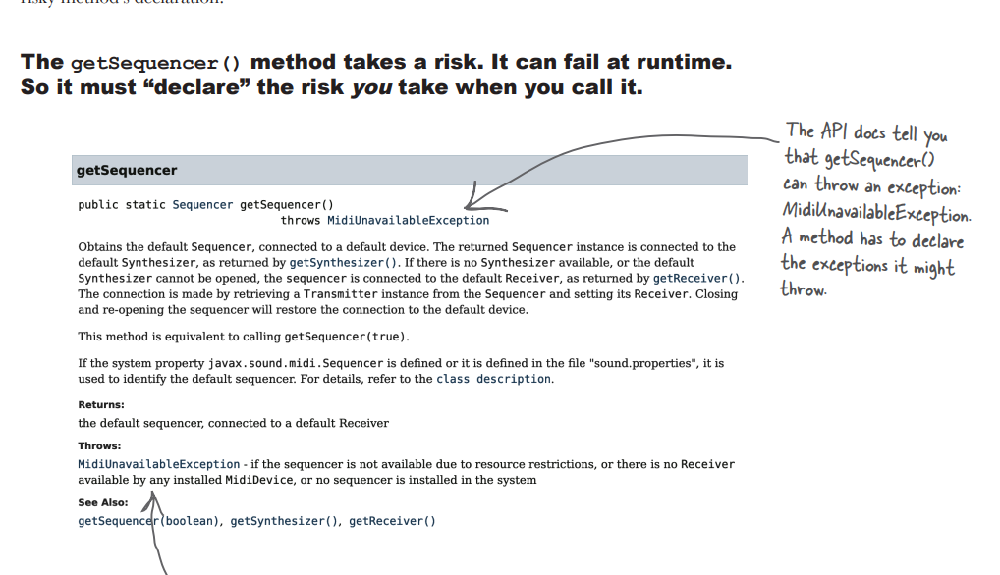 risky method's declaration.
The getSequencer() method takes a risk. It can fail at runtime.
So it must “declare” the risk you take when you call it.
The API docs tell you
that getSequencer()
can throw an exception:
MidiUnavailableException.
A method has to declare
the exceptions it might
throw.
getSequencer
public static Sequencer getSequencer()
throws MidiUnavailableException
Obtains the default Sequencer, connected to a default device. The returned Sequencer instance is connected to the
default Synthesizer, as returned by getSynthesizer(). If there is no Synthesizer available, or the default
Synthesizer cannot be opened, the sequencer is connected to the default Receiver, as returned by getReceiver().
The connection is made by retrieving a Transmitter instance from the Sequencer and setting its Receiver. Closing
and re-opening the sequencer will restore the connection to the default device.
This method is equivalent to calling getSequencer(true).
If the system property javax.sound.midi.Sequencer is defined or it is defined in the file "sound.properties", it is
used to identify the default sequencer. For details, refer to the class description.
Returns:
the default sequencer, connected to a default Receiver
Throws:
MidiUnavailableException - if the sequencer is not available due to resource restrictions, or there is no Receiver
available by any installed MidiDevice, or no sequencer is installed in the system
See Also:
getSequencer(boolean), getSynthesizer(), getReceiver()